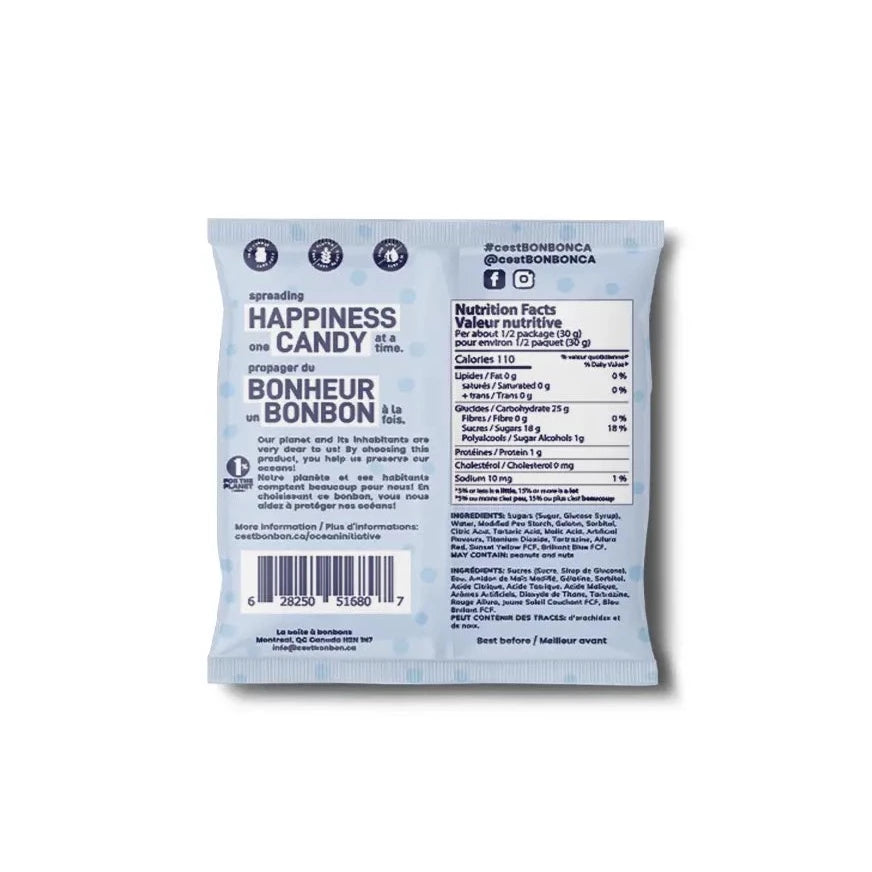 #cestBONBONCA
@cestBONBONCA
spreading
HAPPINESS
one CANDY at a time.
propager du
BONHEUR
un BONBON à la fois.
Our planet and its inhabitants are
very dear to us! By choosing this
product, you help us preserve our
oceans!
Notre planète et ses habitants
comptent beaucoup pour nous! En
choisissant ce bonbon, vous nous
aidez à protéger nos océans!
1%
FOR THE
PLANET
More information / Plus d'informations:
cestbonbon.ca/oceaninitiative
6 28250 51680 7
La boîte à bonbons
Montreal, QC Canada H2N 1N7
info@cestbonbon.ca
Nutrition Facts
Valeur nutritive
Per about 1/2 package (30 g)
pour environ 1/2 paquet (30 g)
Calories 110
% valeur quotidienne*
% Daily Value*
Lipides / Fat 0 g 0 %
saturés / Saturated 0 g
+ trans / Trans 0 g 0 %
Glucides / Carbohydrate 25 g
Fibres / Fibre 0 g 0 %
Sucres / Sugars 18 g 18 %
Polyalcools / Sugar Alcohols 1g
Protéines / Protein 1 g
Cholestérol / Cholesterol 0 mg
Sodium 10 mg 1 %
*5% or less is a little, 15% or more is a lot
*5% ou moins c'est peu, 15% ou plus c'est beaucoup
INGREDIENTS: Sugars (Sugar, Glucose Syrup),
Water, Modified Starch, Gelatin, Sorbitol,
Citric Acid, Tartaric Acid, Malic Acid, Artificial
Flavours, Titanium Dioxide, Tartrazine, Allura
Red, Sunset Yellow FCF, Brilliant Blue FCF.
MAY CONTAIN: peanuts and nuts
INGRÉDIENTS: Sucres (Sucre, Sirop de Glucose),
Eau, Amidon de Maïs Modifié, Gélatine, Sorbitol,
Acide Citrique, Acide Tartrique, Acide Malique,
Arômes Artificiels, Dioxyde de Titane, Tartrazine,
Rouge Allura, Jaune Soleil Couchant FCF, Bleu
Brillant FCF.
PEUT CONTENIR DES TRACES: d'arachides et
de noix.
Best before / Meilleur avant